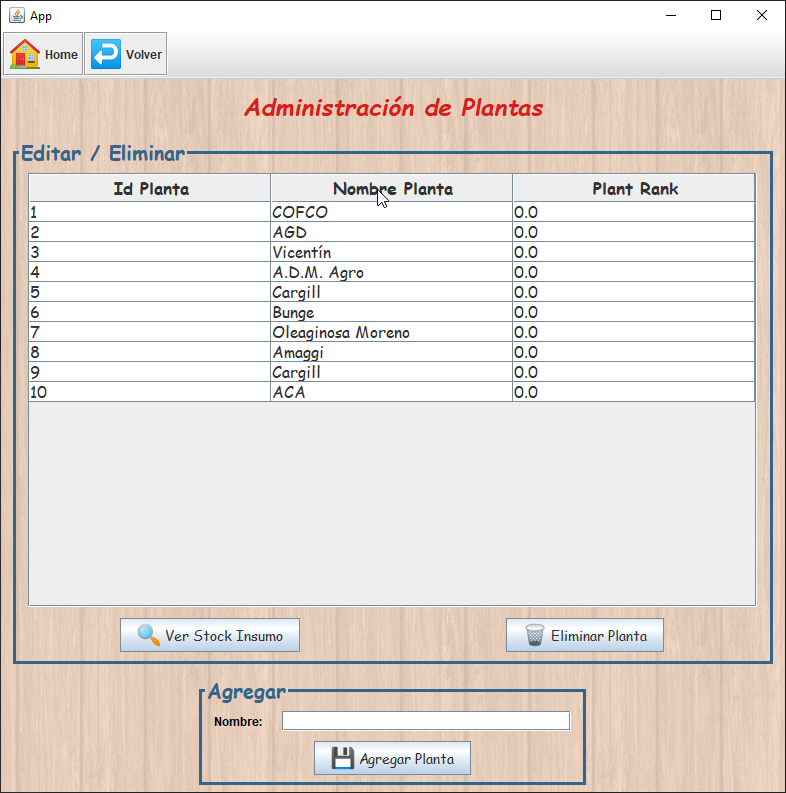 App
Home Volver
Administración de Plantas
Editar / Eliminar
Id Planta Nombre Planta Plant Rank
1 COFCO 0.0
2 AGD 0.0
3 Vicentín 0.0
4 A.D.M. Agro 0.0
5 Cargill 0.0
6 Bunge 0.0
7 Oleaginosa Moreno 0.0
8 Amaggi 0.0
9 Cargill 0.0
10 ACA 0.0
Ver Stock Insumo Eliminar Planta
Agregar
Nombre:
Agregar Planta